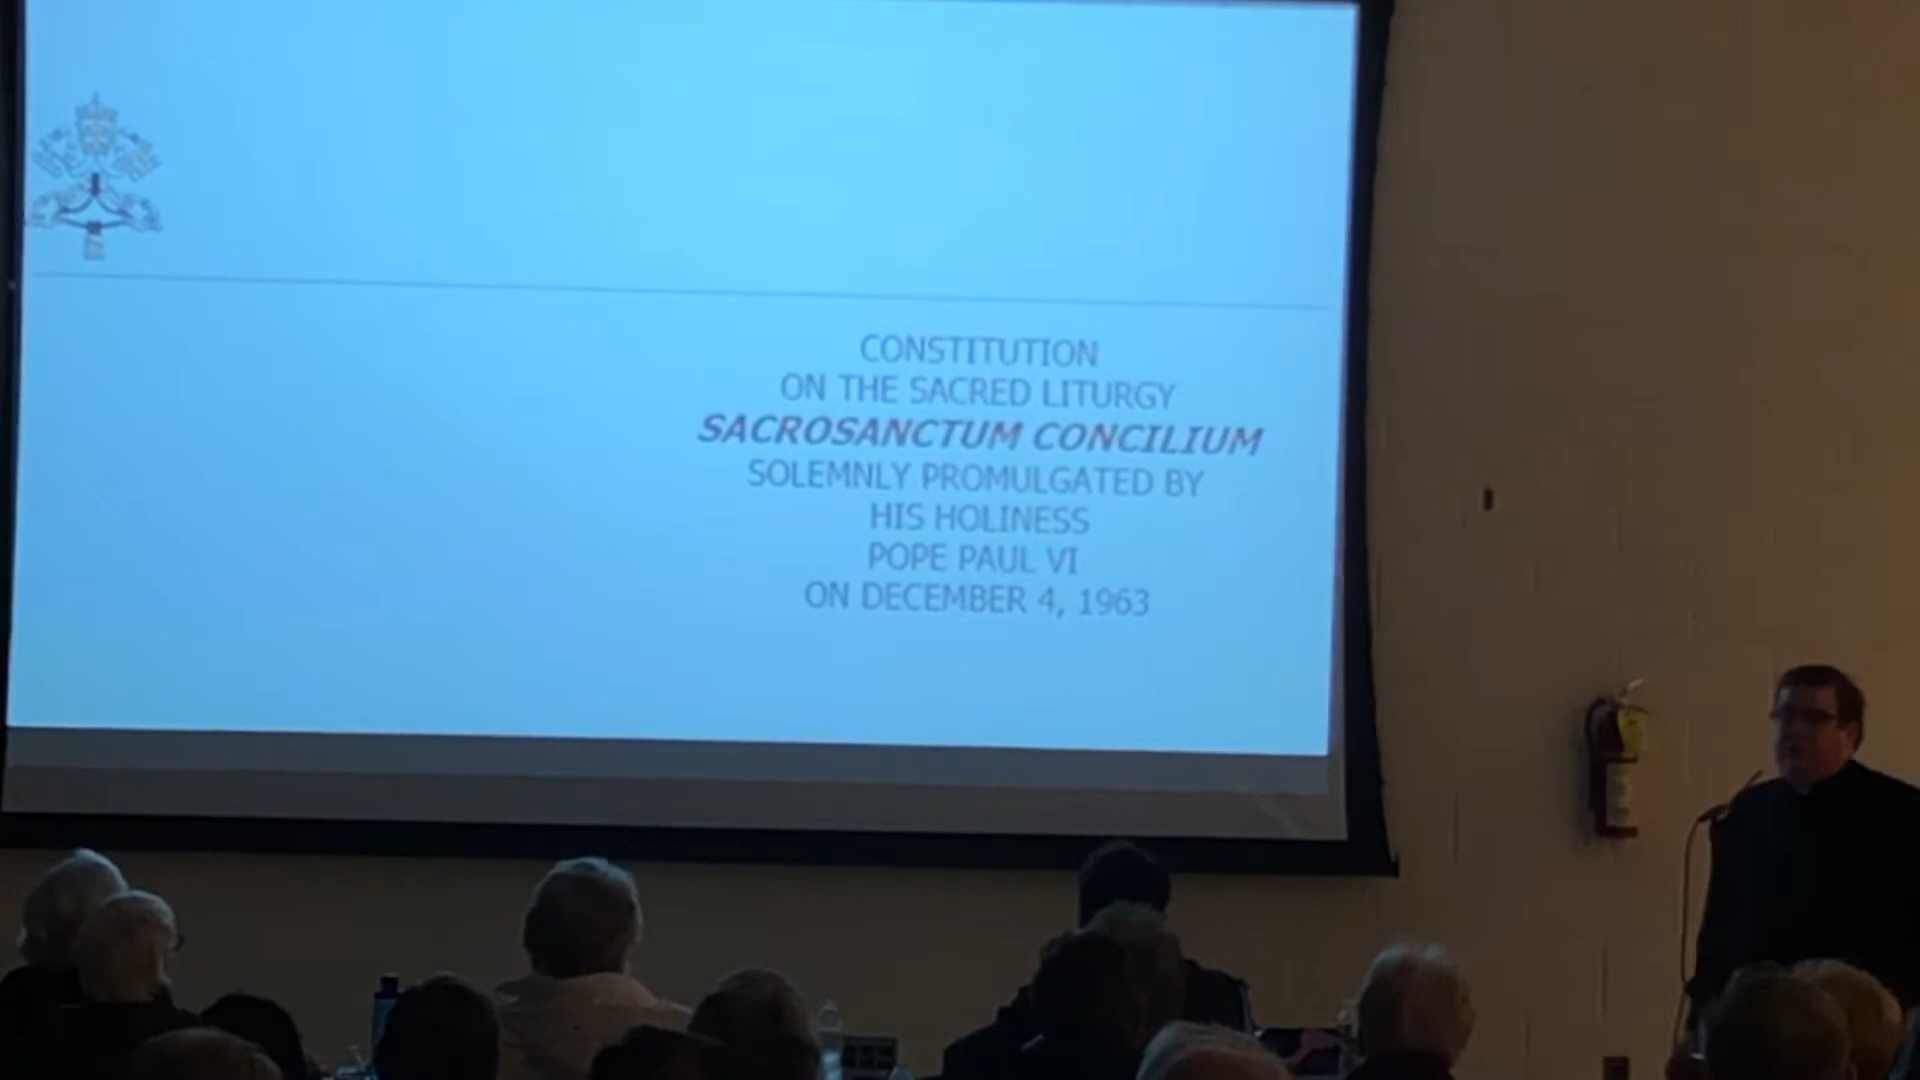 CONSTITUTION
ON THE SACRED LITURGY
SACROSANCTUM CONCILIUM
SOLEMNLY PROMULGATED BY
HIS HOLINESS
POPE PAUL VI
ON DECEMBER 4, 1963